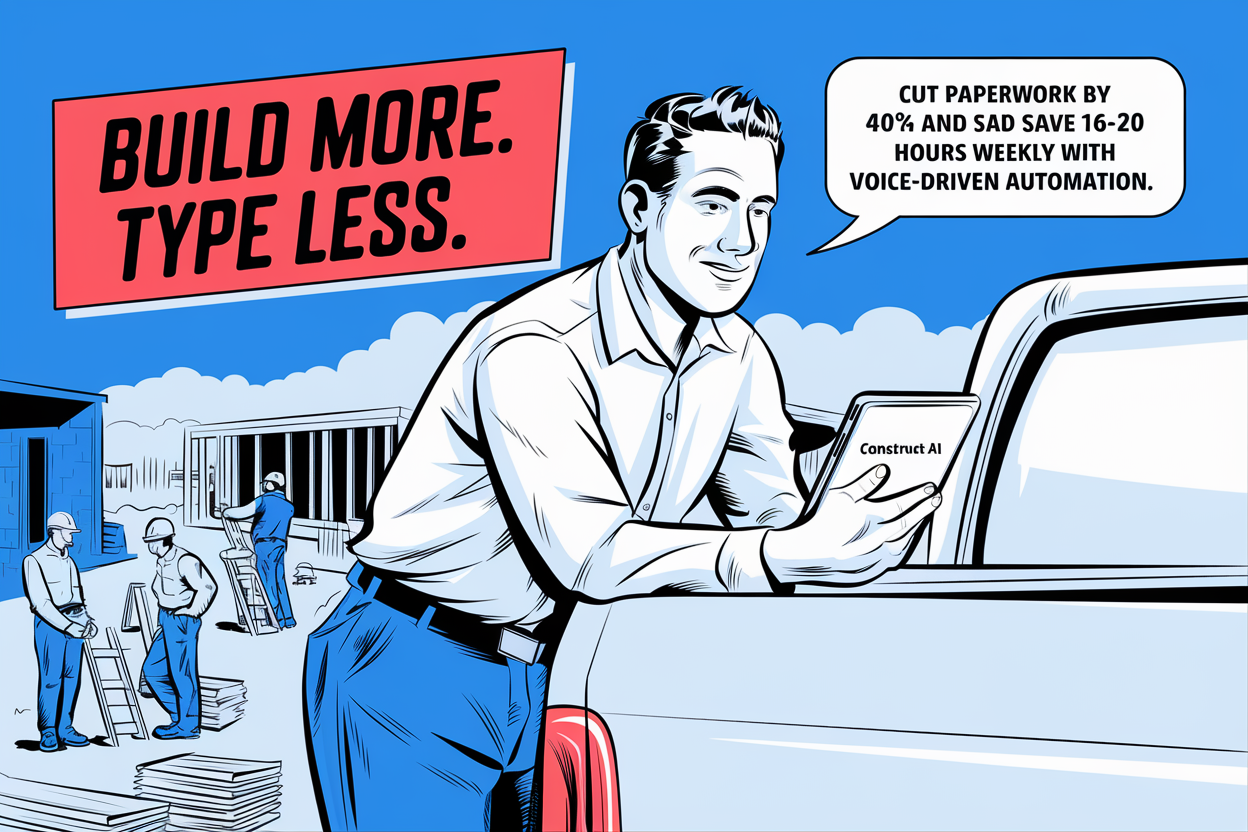 BUILD MORE.
TYPE LESS.
CUT PAPERWORK BY
40% AND SAD SAVE 16-20
HOURS WEEKLY WITH
VOICE-DRIVEN AUTOMATION.
Construct AI